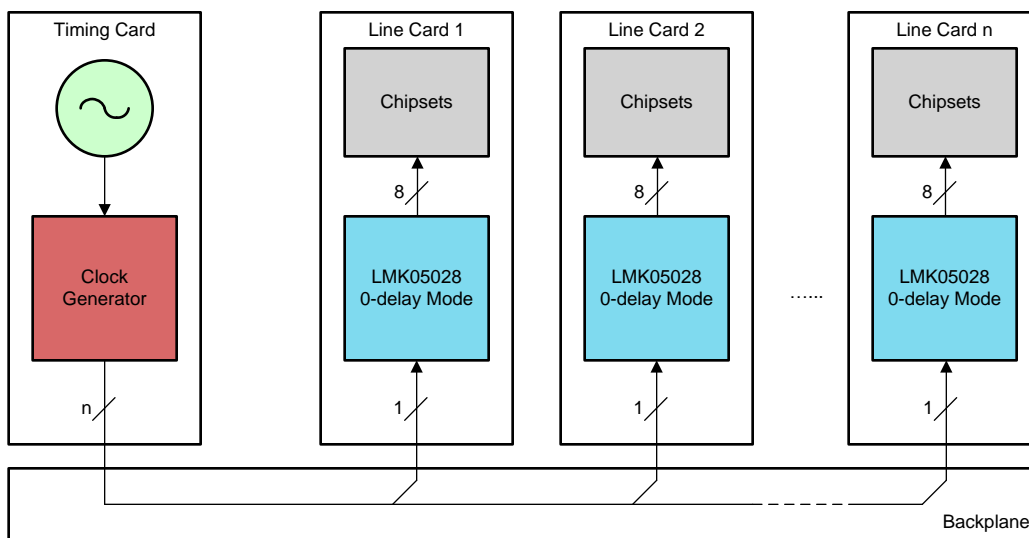 Timing Card
Line Card 1
Line Card 2
Line Card n
Chipsets
Chipsets
Chipsets
8
8
8
Clock
Generator
LMK05028
0-delay Mode
LMK05028
0-delay Mode
…...
LMK05028
0-delay Mode
n
1
1
1
Backplane